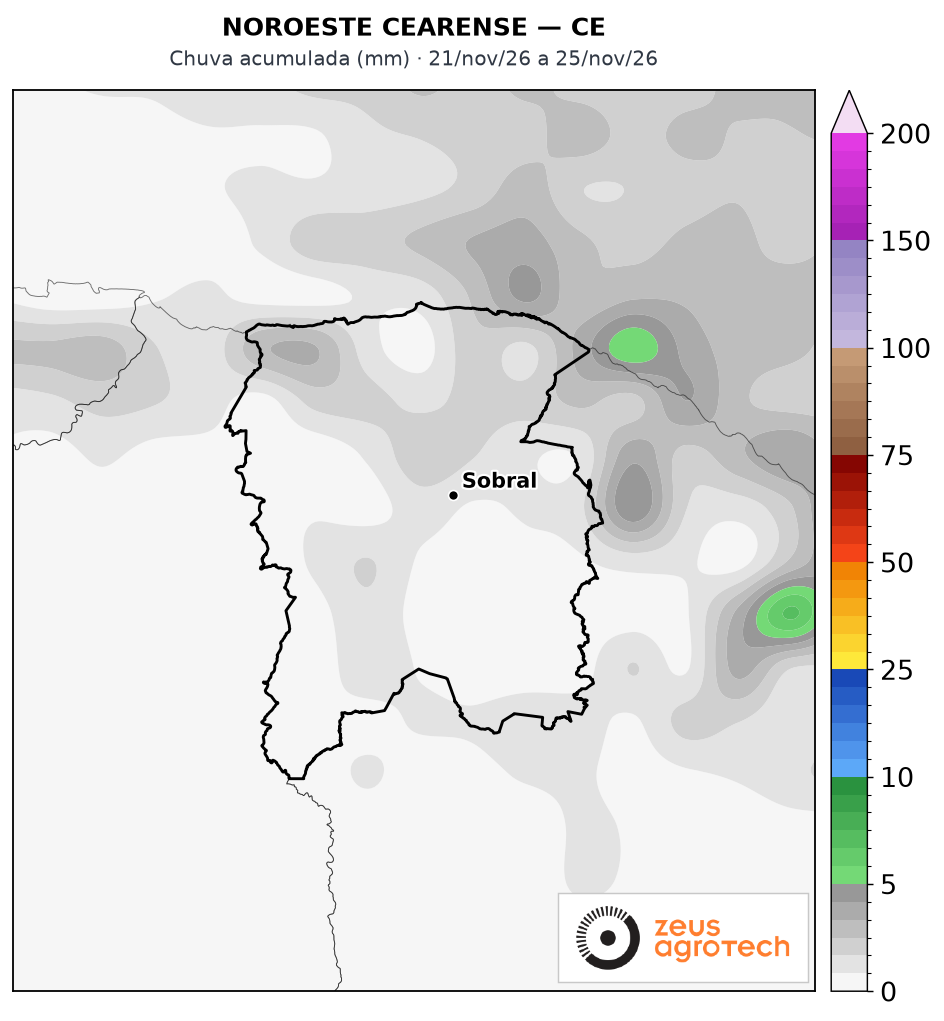 NOROESTE CEARENSE — CE
Chuva acumulada (mm) · 21/nov/26 a 25/nov/26
200
150
100
75
50
25
10
5
0
Sobral
zeus
agrotech